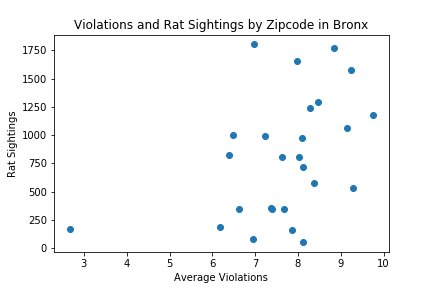 Violations and Rat Sightings by Zipcode in Bronx
1750
1500
1250
1000
750
500
250
0
Rat Sightings
3 4 5 6 7 8 9 10
Average Violations